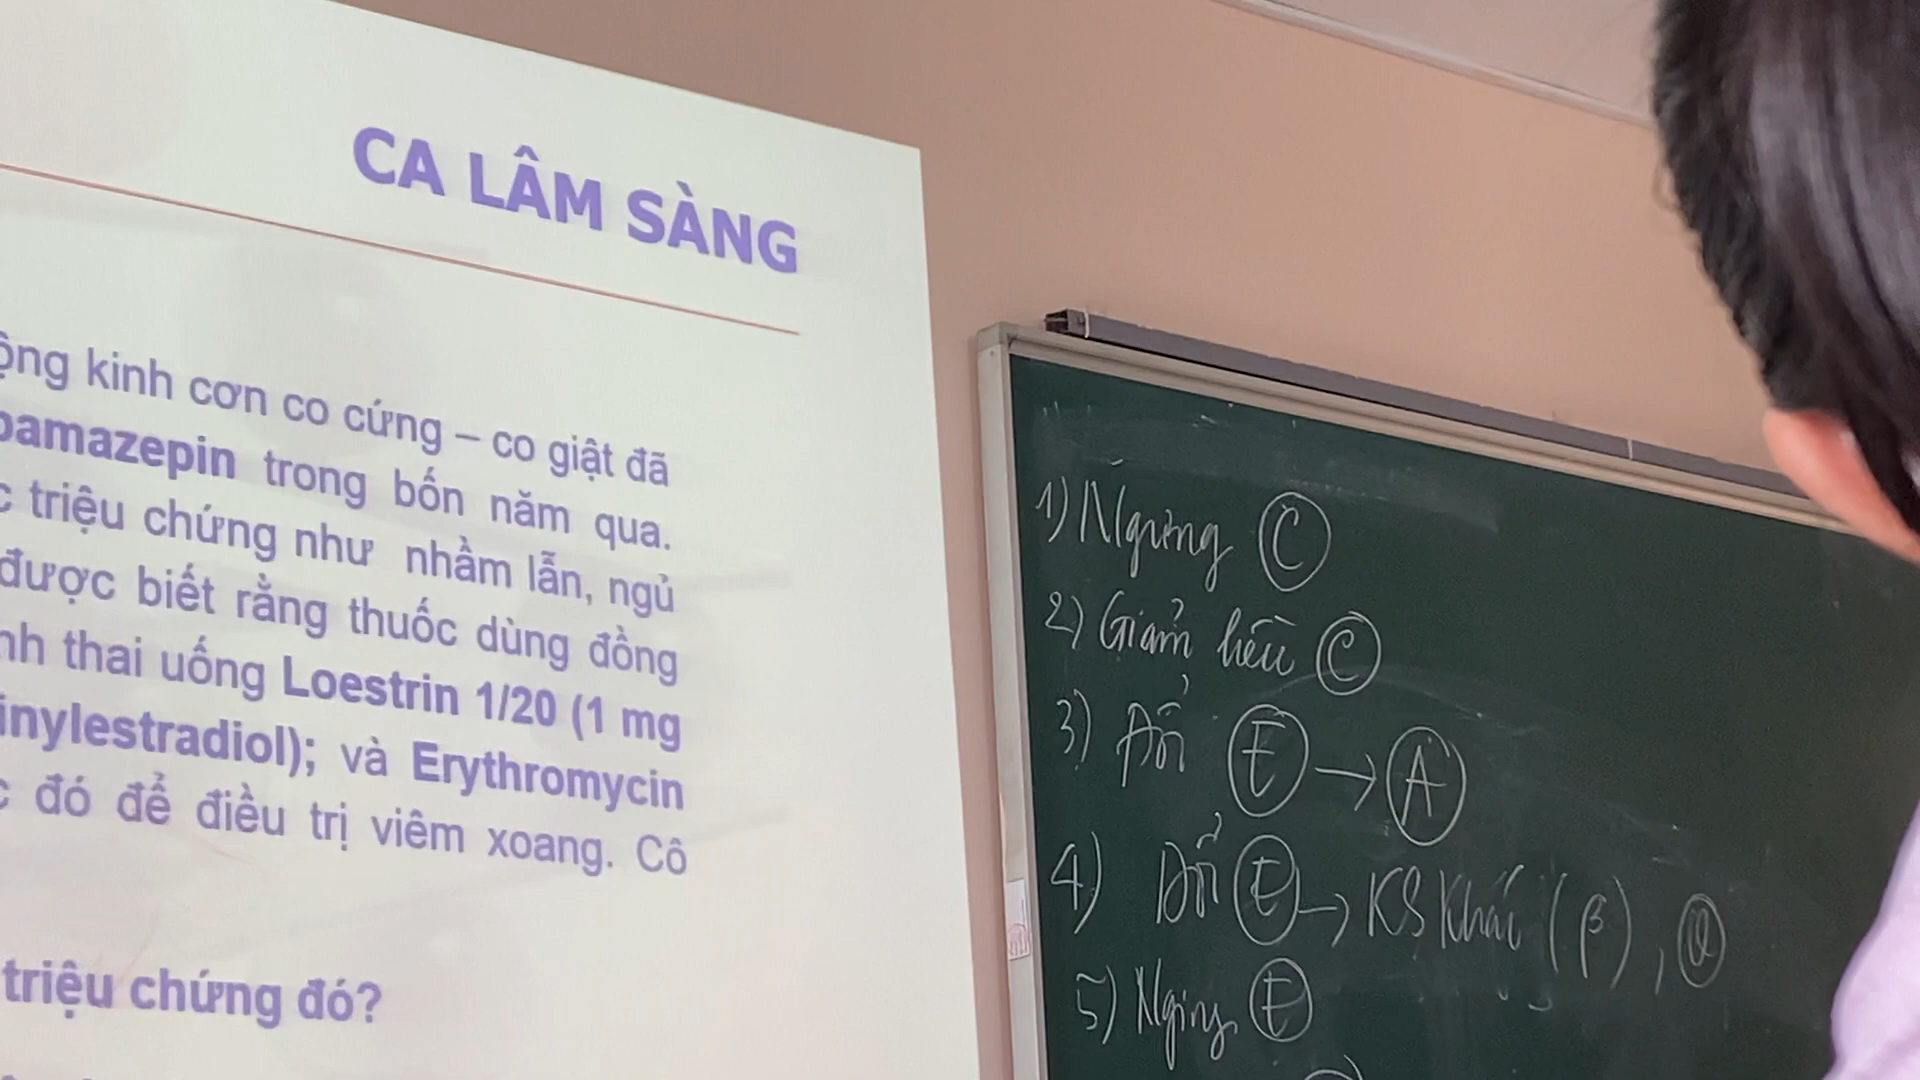 CA LÂM SÀNG
ộng kinh cơn co cứng – co giật đã
bamazepin trong bốn năm qua.
c triệu chứng như nhầm lẫn, ngủ
được biết rằng thuốc dùng đồng
nh thai uống Loestrin 1/20 (1 mg
inylestradiol); và Erythromycin
c đó để điều trị viêm xoang. Cô
triệu chứng đó?
1) Ngưng C
2) Giảm liều C
3) Đổi E → A
4) Đổi E → KS khác (β), Q
5) Ngưng E